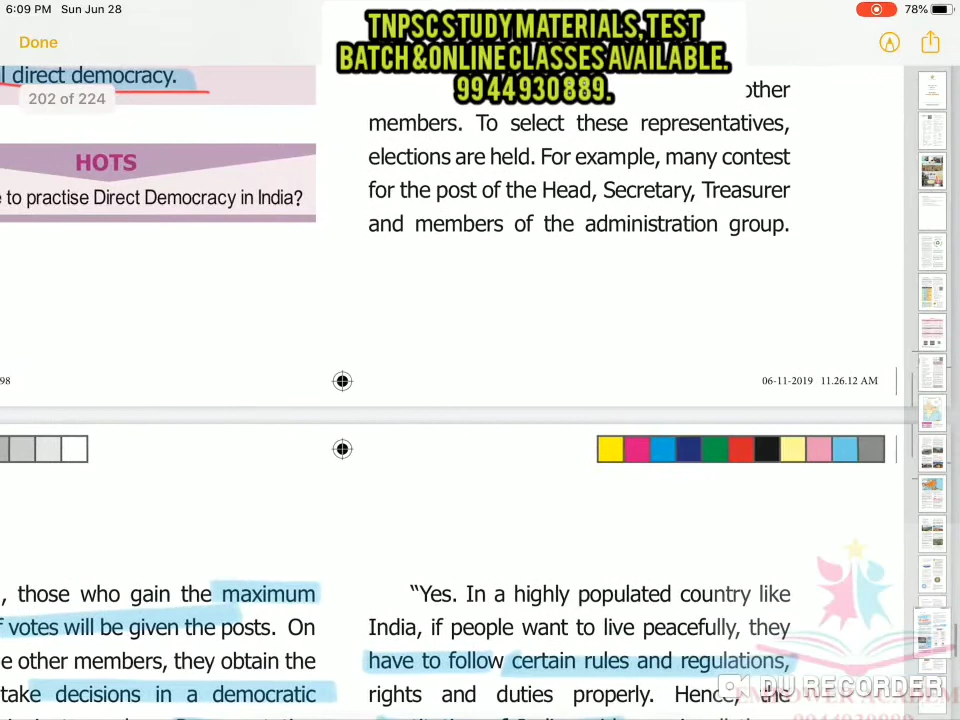 6:09 PM Sun Jun 28
78%
Done
TNPSC STUDY MATERIALS, TEST
BATCH & ONLINE CLASSES AVAILABLE.
9944930889.
l direct democracy.
202 of 224
HOTS
e to practise Direct Democracy in India?
other
members. To select these representatives,
elections are held. For example, many contest
for the post of the Head, Secretary, Treasurer
and members of the administration group.
98
06-11-2019 11.26.12 AM
, those who gain the maximum
f votes will be given the posts. On
e other members, they obtain the
take decisions in a democratic
"Yes. In a highly populated country like
India, if people want to live peacefully, they
have to follow certain rules and regulations,
rights and duties properly. Hence, the
DU RECORDER